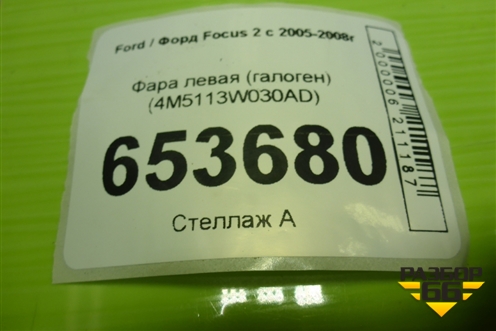 Ford / Форд Focus 2 с 2005-2008г
Фара левая (галоген)
(4M5113W030AD)
653680
Стеллаж А
2000006211187
РАЗБОР
66